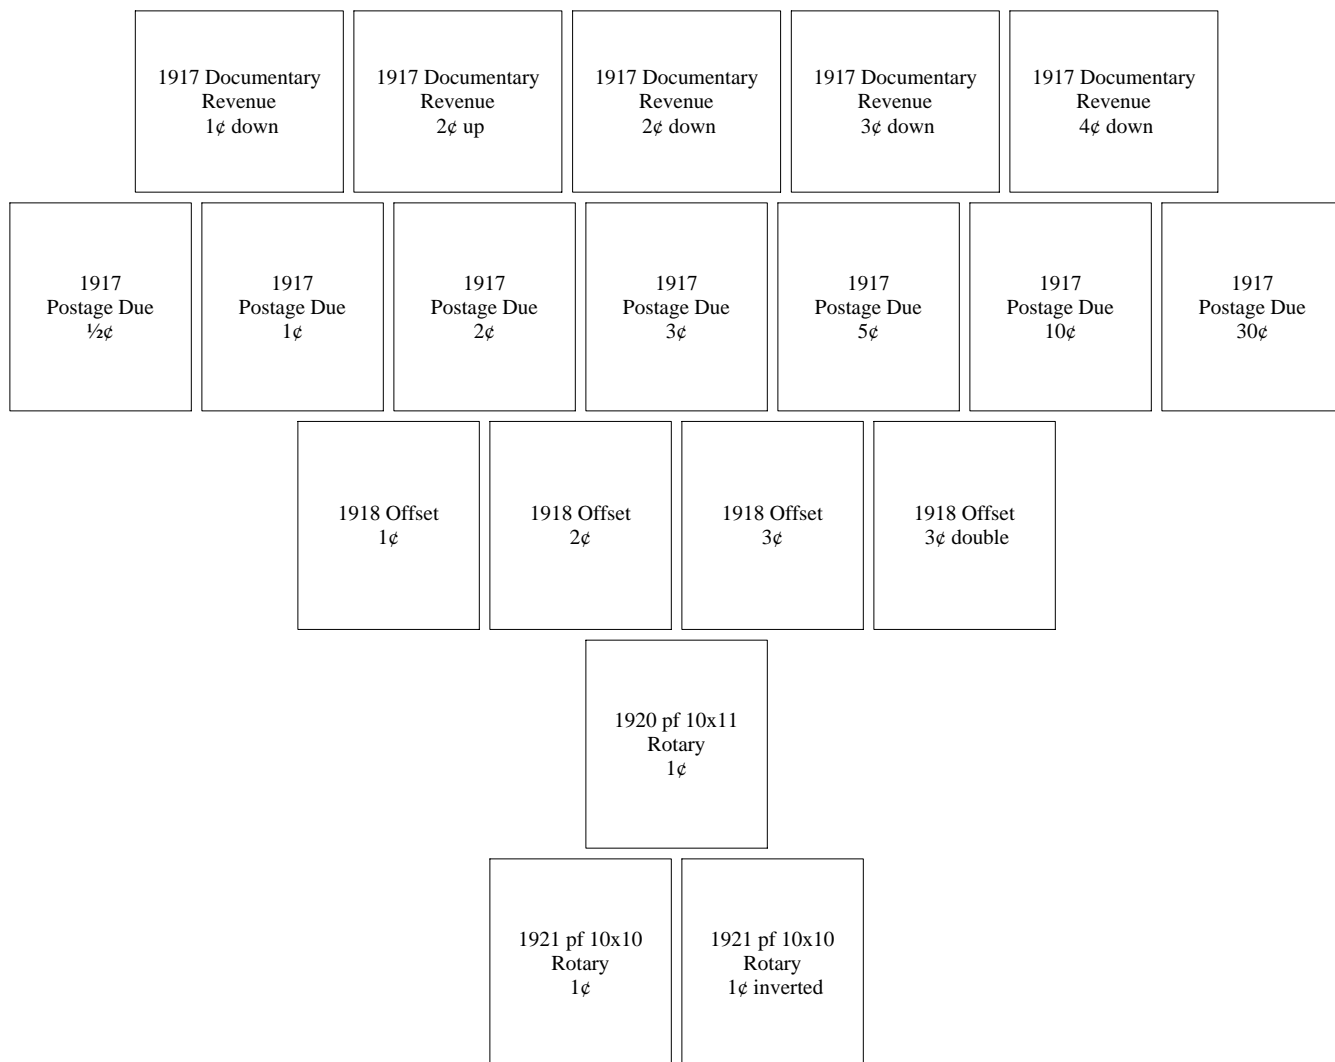 1917 Documentary
Revenue
1¢ down
1917 Documentary
Revenue
2¢ up
1917 Documentary
Revenue
2¢ down
1917 Documentary
Revenue
3¢ down
1917 Documentary
Revenue
4¢ down
1917
Postage Due
½¢
1917
Postage Due
1¢
1917
Postage Due
2¢
1917
Postage Due
3¢
1917
Postage Due
5¢
1917
Postage Due
10¢
1917
Postage Due
30¢
1918 Offset
1¢
1918 Offset
2¢
1918 Offset
3¢
1918 Offset
3¢ double
1920 pf 10x11
Rotary
1¢
1921 pf 10x10
Rotary
1¢
1921 pf 10x10
Rotary
1¢ inverted